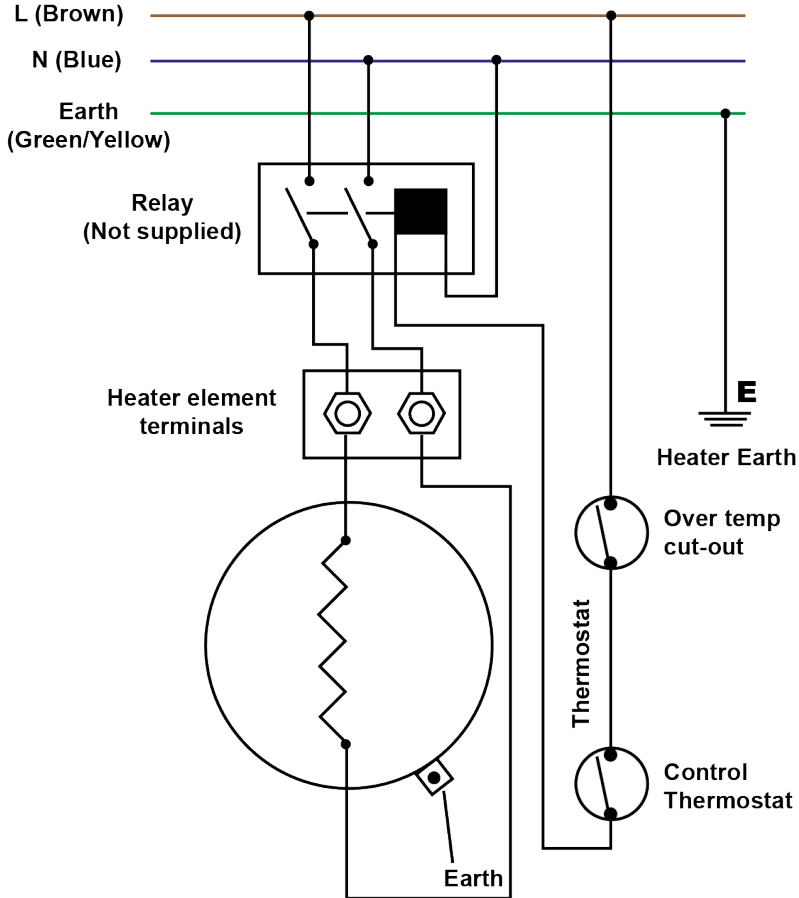 L (Brown)
N (Blue)
Earth
(Green/Yellow)
Relay
(Not supplied)
Heater element
terminals
E
Heater Earth
Over temp
cut-out
Thermostat
Control
Thermostat
Earth